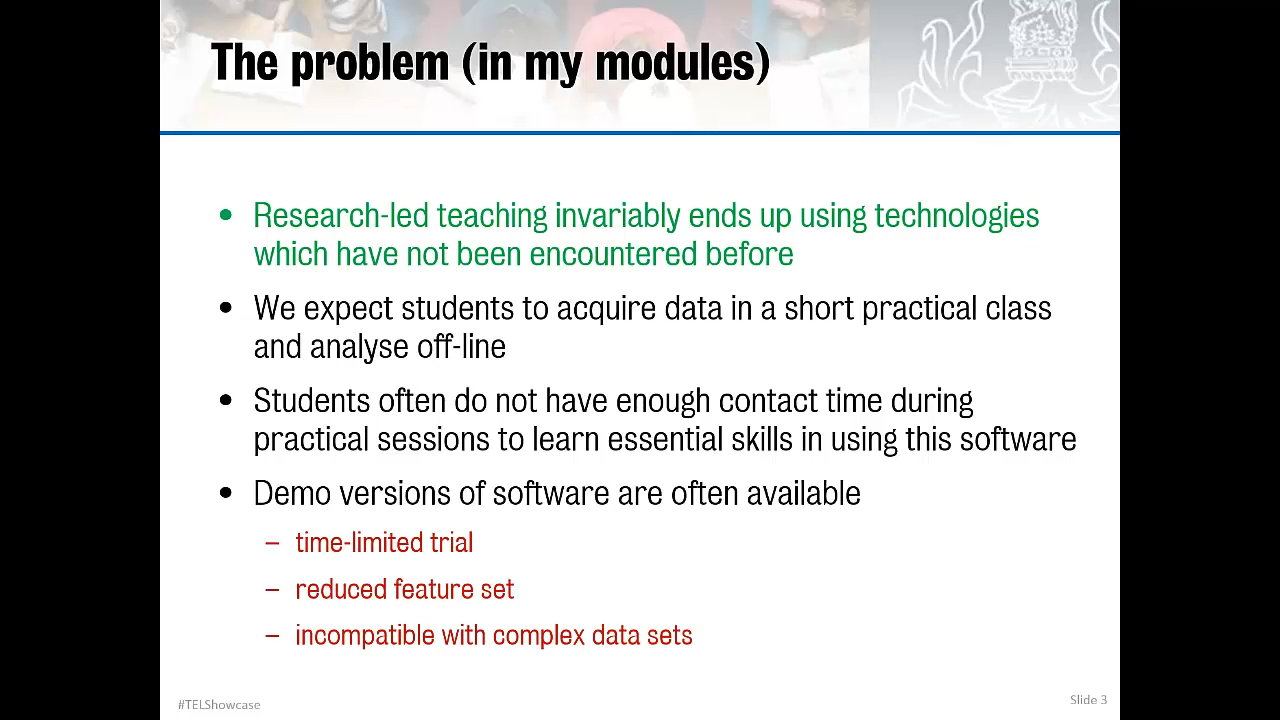 The problem (in my modules)
• Research-led teaching invariably ends up using technologies
which have not been encountered before
• We expect students to acquire data in a short practical class
and analyse off-line
• Students often do not have enough contact time during
practical sessions to learn essential skills in using this software
• Demo versions of software are often available
– time-limited trial
– reduced feature set
– incompatible with complex data sets
#TELShowcase
Slide 3